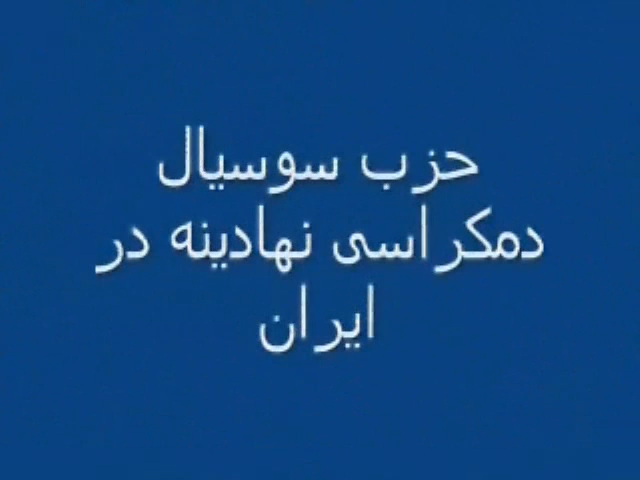 حزب سوسیال
دمکراسی نهادینه در
ایران